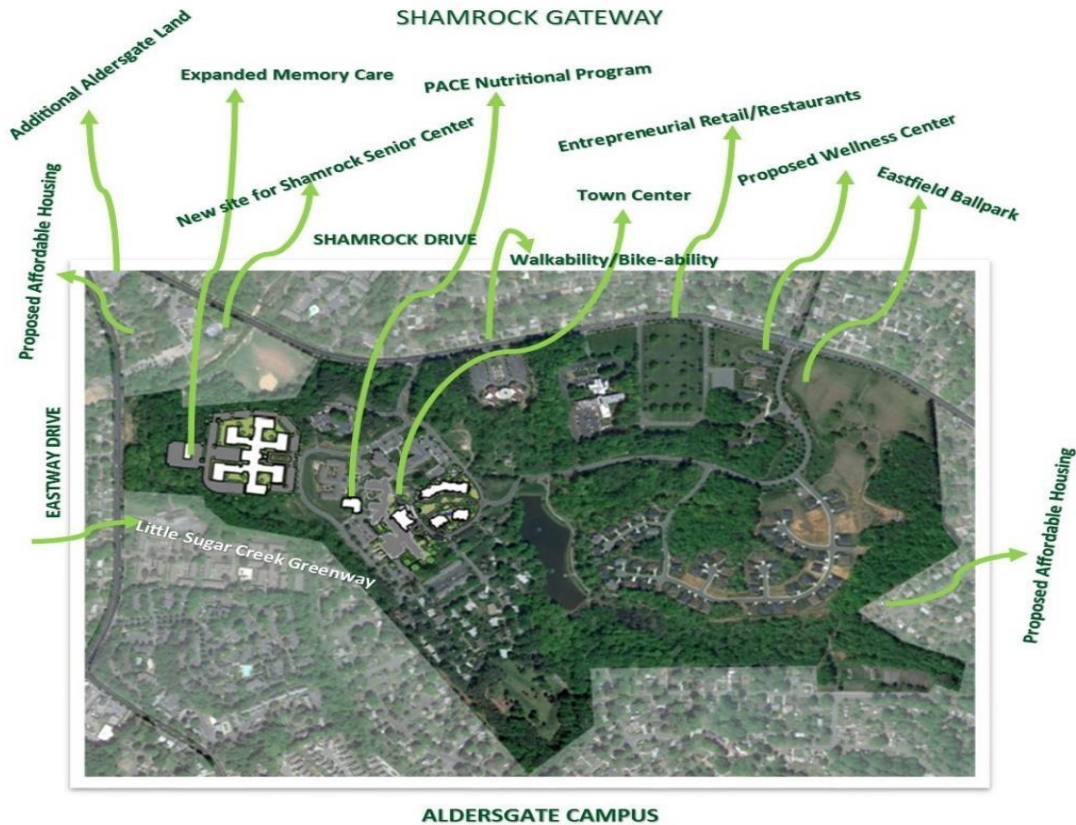 SHAMROCK GATEWAY
Additional Aldersgate Land
Expanded Memory Care
PACE Nutritional Program
Entrepreneurial Retail/Restaurants
Proposed Wellness Center
Eastfield Ballpark
New site for Shamrock Senior Center
Town Center
Proposed Affordable Housing
SHAMROCK DRIVE
Walkability/Bike-ability
EASTWAY DRIVE
Little Sugar Creek Greenway
Proposed Affordable Housing
ALDERSGATE CAMPUS